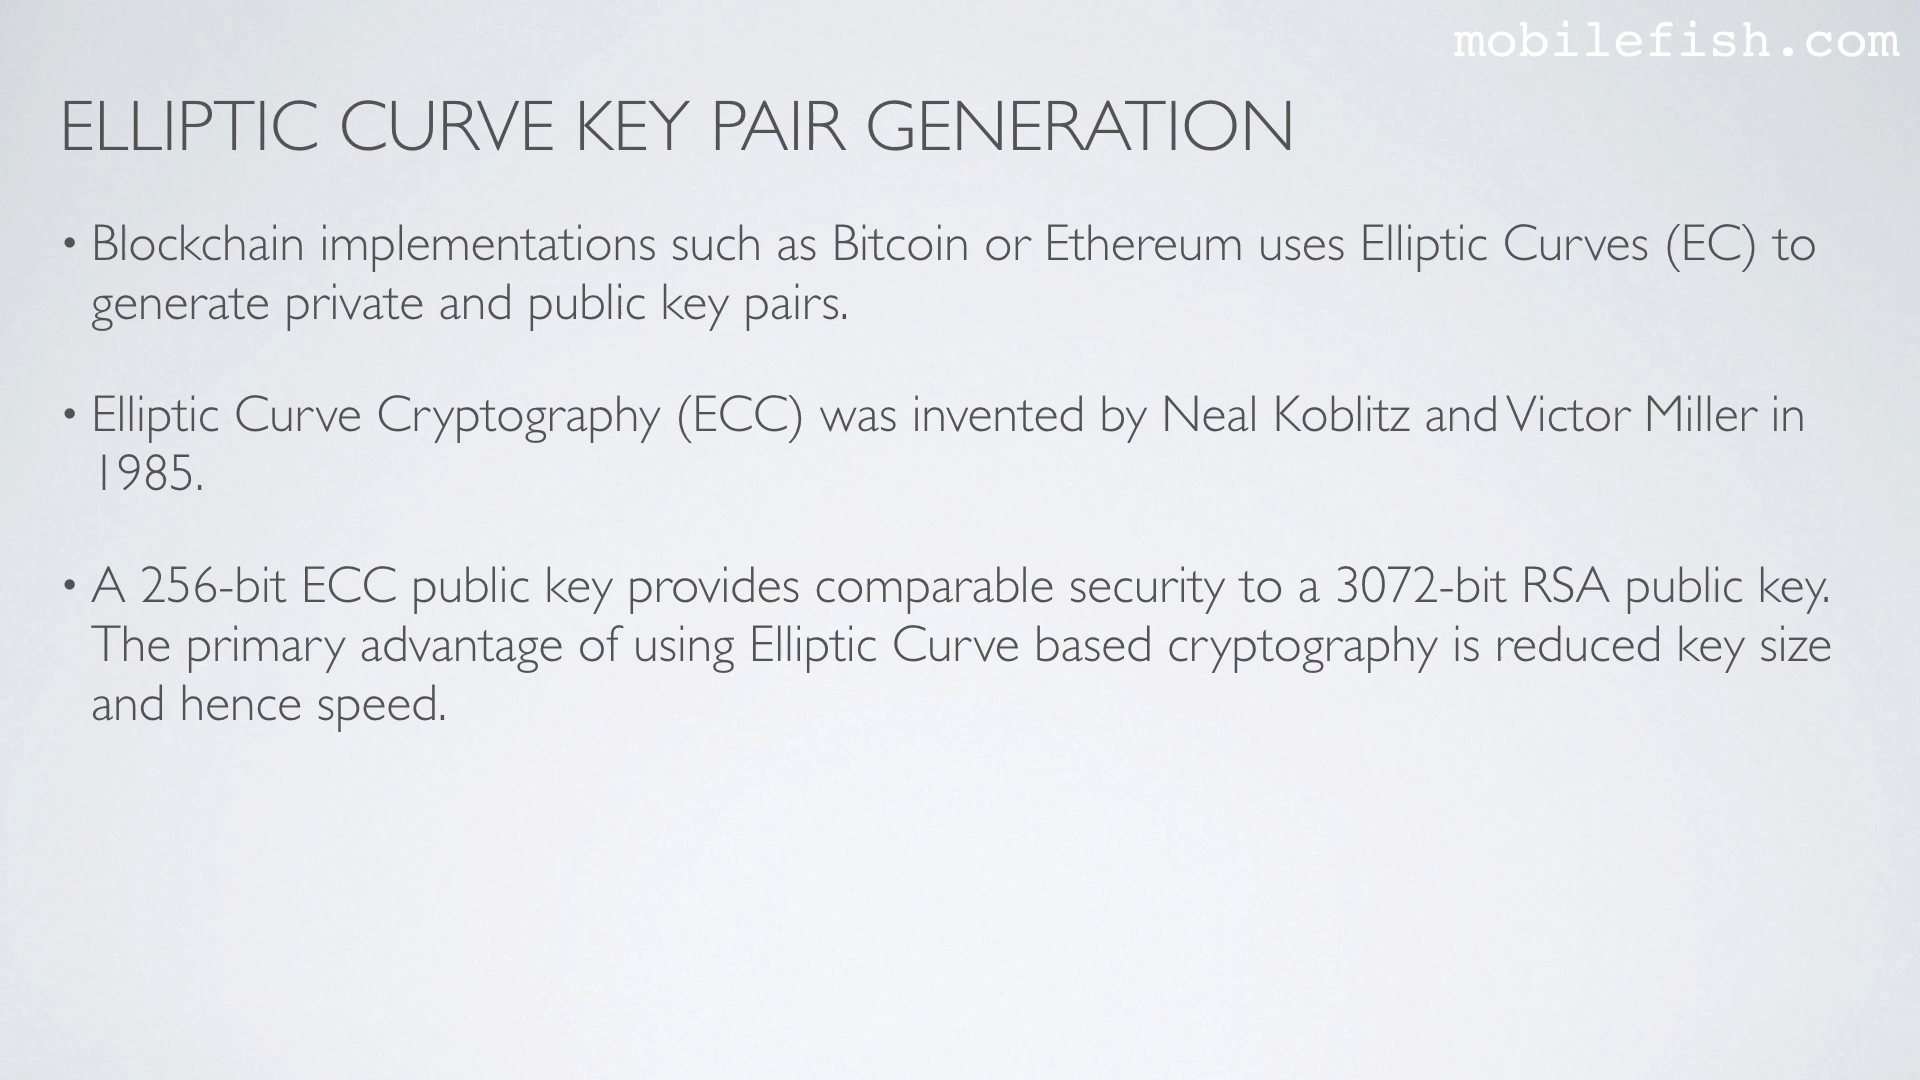 mobilefish.com
ELLIPTIC CURVE KEY PAIR GENERATION
• Blockchain implementations such as Bitcoin or Ethereum uses Elliptic Curves (EC) to
generate private and public key pairs.
• Elliptic Curve Cryptography (ECC) was invented by Neal Koblitz and Victor Miller in
1985.
• A 256-bit ECC public key provides comparable security to a 3072-bit RSA public key.
The primary advantage of using Elliptic Curve based cryptography is reduced key size
and hence speed.